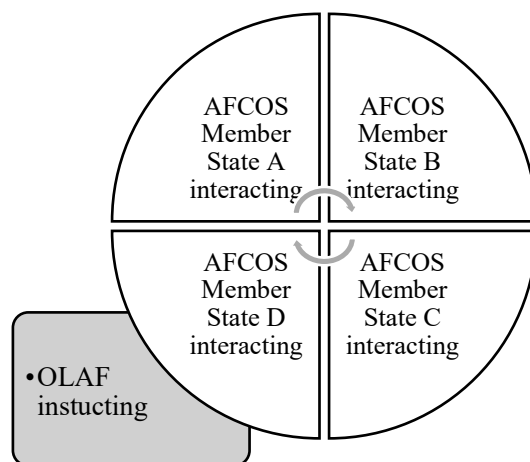 AFCOS
Member
State A
interacting
AFCOS
Member
State B
interacting
AFCOS
Member
State D
interacting
AFCOS
Member
State C
interacting
•OLAF
instucting